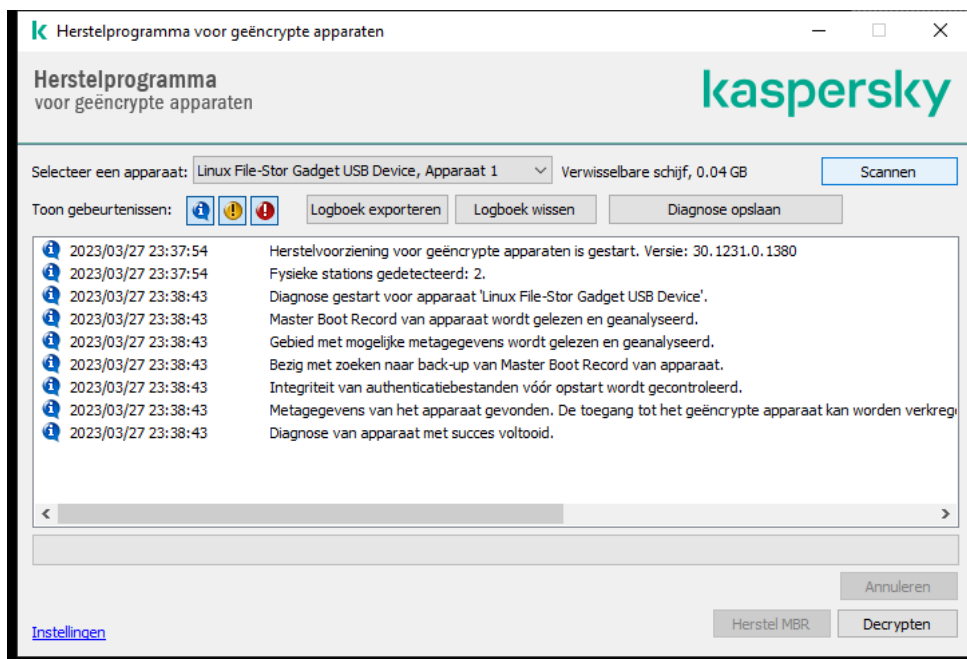 Herstelprogramma voor geëncrypte apparaten
Herstelprogramma
voor geëncrypte apparaten
kaspersky
Selecteer een apparaat: Linux File-Stor Gadget USB Device, Apparaat 1 Verwisselbare schijf, 0.04 GB Scannen
Toon gebeurtenissen: Logboek exporteren Logboek wissen Diagnose opslaan
2023/03/27 23:37:54 Herstelvoorziening voor geëncrypte apparaten is gestart. Versie: 30.1231.0.1380
2023/03/27 23:37:54 Fysieke stations gedetecteerd: 2.
2023/03/27 23:38:43 Diagnose gestart voor apparaat 'Linux File-Stor Gadget USB Device'.
2023/03/27 23:38:43 Master Boot Record van apparaat wordt gelezen en geanalyseerd.
2023/03/27 23:38:43 Gebied met mogelijke metagegevens wordt gelezen en geanalyseerd.
2023/03/27 23:38:43 Bezig met zoeken naar back-up van Master Boot Record van apparaat.
2023/03/27 23:38:43 Integriteit van authenticatiebestanden vóór opstart wordt gecontroleerd.
2023/03/27 23:38:43 Metagegevens van het apparaat gevonden. De toegang tot het geëncrypte apparaat kan worden verkrege
2023/03/27 23:38:43 Diagnose van apparaat met succes voltooid.
Annuleren
Instellingen Herstel MBR Decrypten